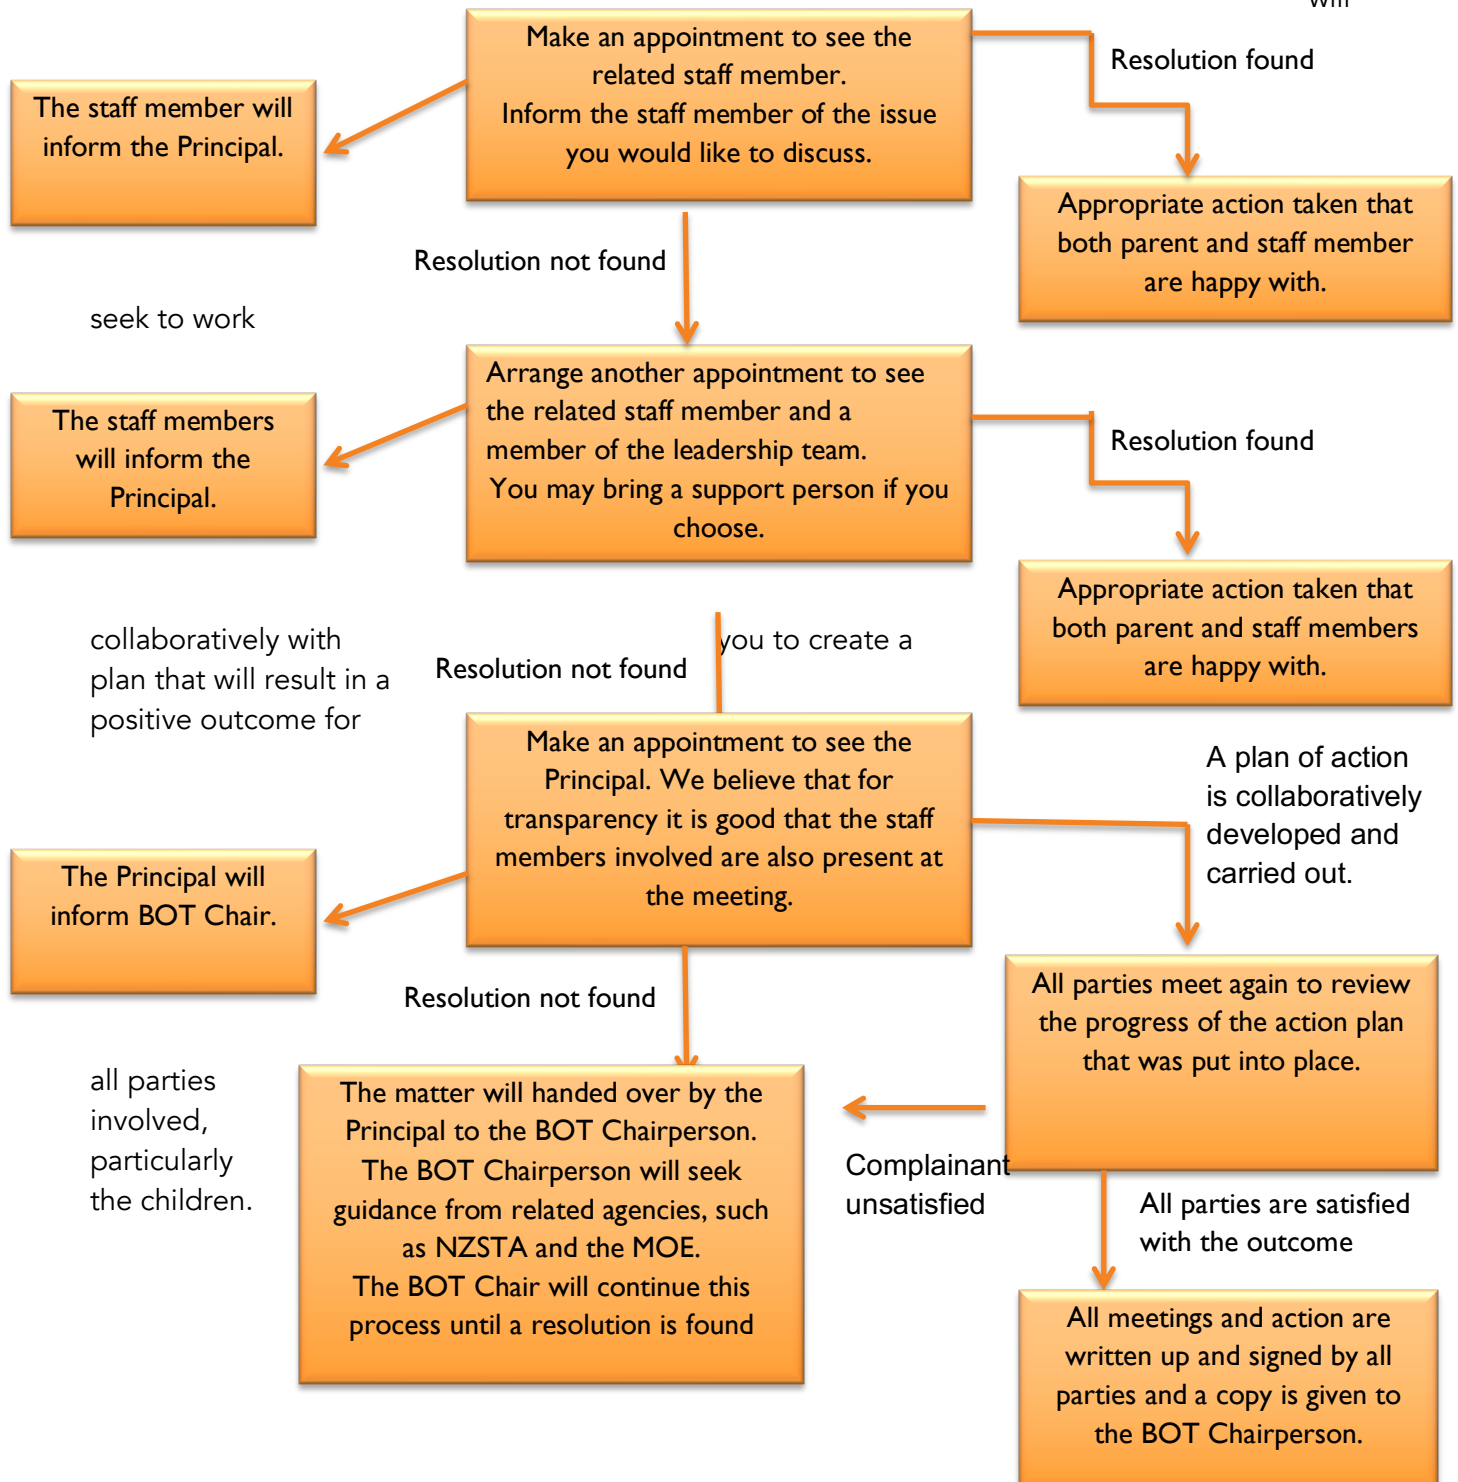 will
Make an appointment to see the
related staff member.
Inform the staff member of the issue
you would like to discuss.
Resolution found
The staff member will
inform the Principal.
Appropriate action taken that
both parent and staff member
are happy with.
Resolution not found
seek to work
Arrange another appointment to see
the related staff member and a
member of the leadership team.
You may bring a support person if you
choose.
The staff members
will inform the
Principal.
Resolution found
Appropriate action taken that
both parent and staff members
are happy with.
collaboratively with
you to create a
plan that will result in a
positive outcome for
Resolution not found
Make an appointment to see the
Principal. We believe that for
transparency it is good that the staff
members involved are also present at
the meeting.
A plan of action
is collaboratively
developed and
carried out.
The Principal will
inform BOT Chair.
Resolution not found
All parties meet again to review
the progress of the action plan
that was put into place.
all parties
involved,
particularly
the children.
The matter will handed over by the
Principal to the BOT Chairperson.
The BOT Chairperson will seek
guidance from related agencies, such
as NZSTA and the MOE.
The BOT Chair will continue this
process until a resolution is found
Complainant
unsatisfied
All parties are satisfied
with the outcome
All meetings and action are
written up and signed by all
parties and a copy is given to
the BOT Chairperson.